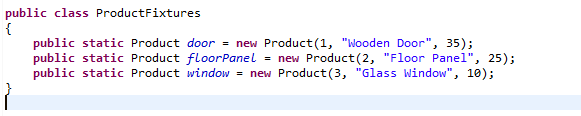 public class ProductFixtures
{
    public static Product door = new Product(1, "Wooden Door", 35);
    public static Product floorPanel = new Product(2, "Floor Panel", 25);
    public static Product window = new Product(3, "Glass Window", 10);
}